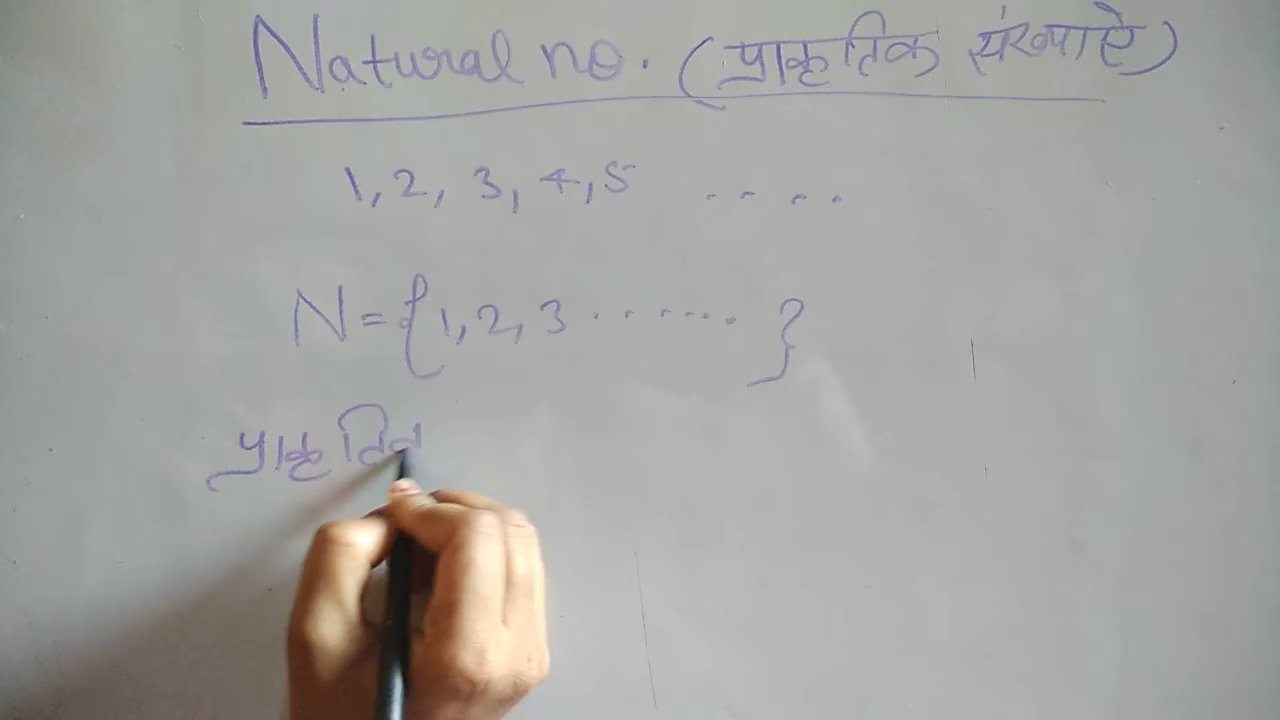 Natural no. (प्राकृतिक संख्याऐ)
1, 2, 3, 4, 5 ....
N = {1, 2, 3 ....... }
प्राकृतिक